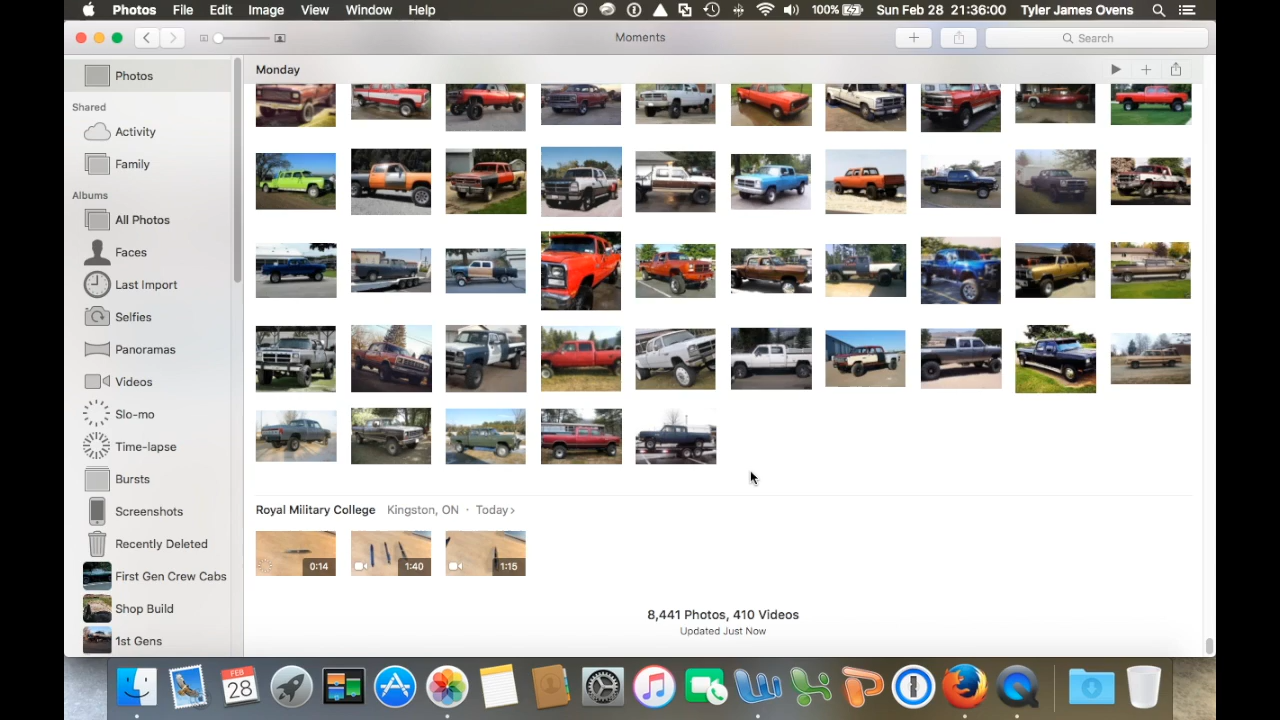 Photos File Edit Image View Window Help 100% Sun Feb 28 21:36:00 Tyler James Ovens
Moments
Search
Photos
Shared
Activity
Family
Albums
All Photos
Faces
Last Import
Selfies
Panoramas
Videos
Slo-mo
Time-lapse
Bursts
Screenshots
Recently Deleted
First Gen Crew Cabs
Shop Build
1st Gens
Monday
Royal Military College Kingston, ON · Today ›
0:14
1:40
1:15
8,441 Photos, 410 Videos
Updated Just Now
FEB
28